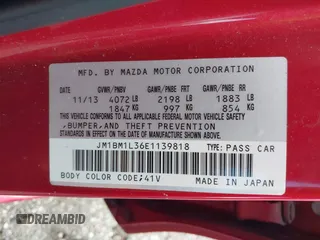 MFD. BY MAZDA MOTOR CORPORATION
GVWR/PNBV GAWR/PNBE FRT GAWR/PNBE RR
11/13 4072 LB 2198 LB 1883 LB
1847 KG 997 KG 854 KG
THIS VEHICLE CONFORMS TO ALL APPLICABLE FEDERAL MOTOR VEHICLE SAFETY
,BUMPER,AND THEFT PREVENTION STANDARDS IN EFFECT ON THE DATE OF MANUFACTURE SHOWN ABOVE.
JM1BM1L36E1139818 TYPE: PASS CAR
BODY COLOR CODE;41V MADE IN JAPAN
DREAMBID